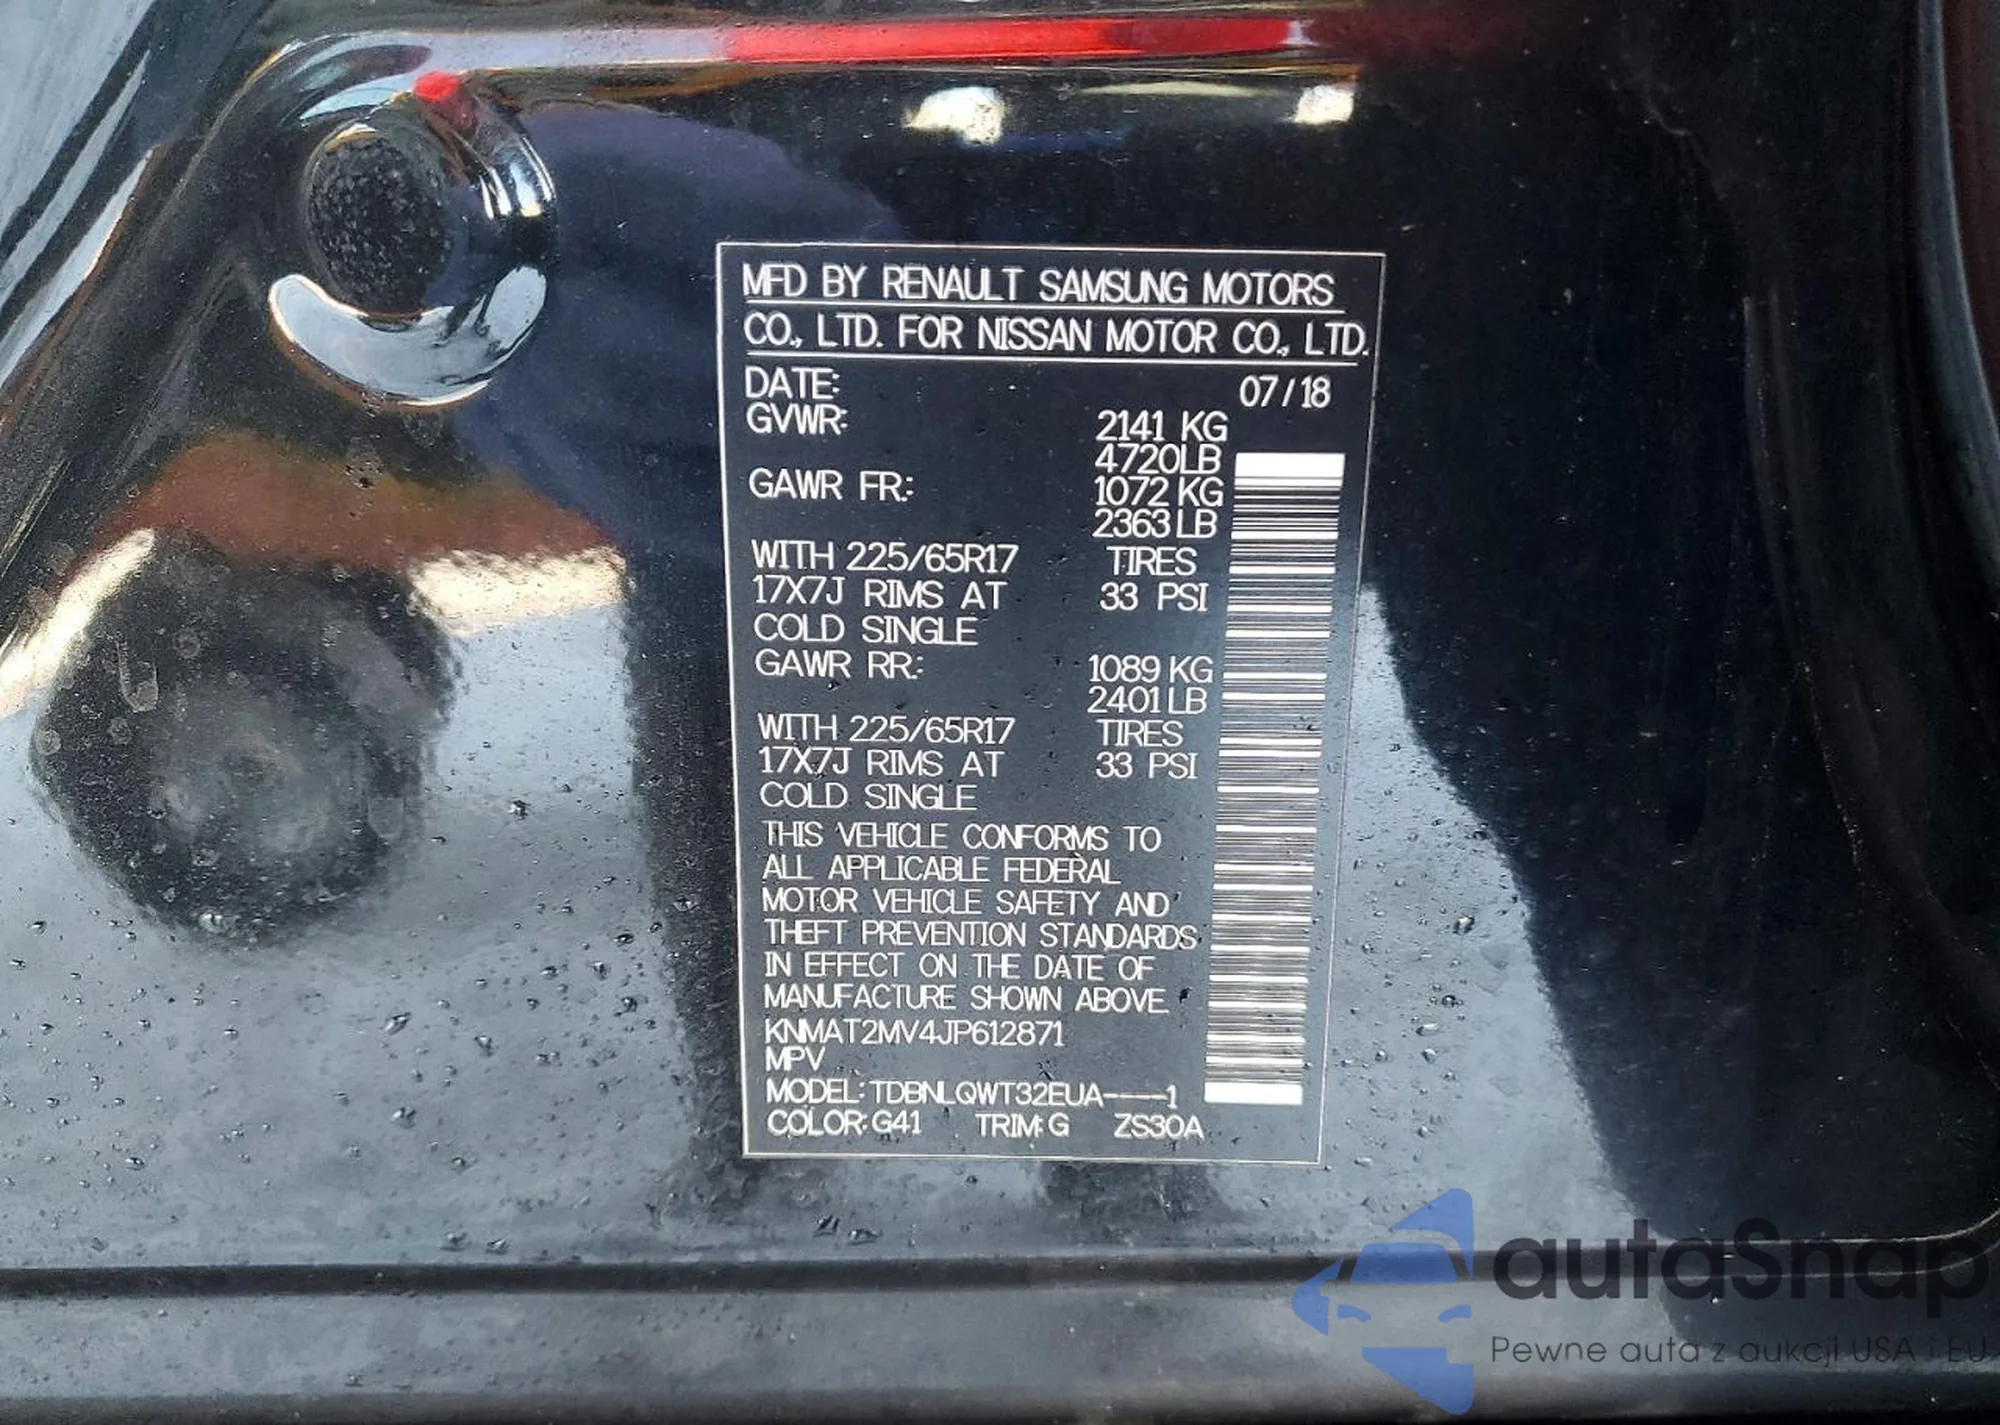 MFD BY RENAULT SAMSUNG MOTORS
CO., LTD. FOR NISSAN MOTOR CO., LTD.
DATE: 07/18
GVWR: 2141 KG
4720LB
GAWR FR.: 1072 KG
2363 LB
WITH 225/65R17 TIRES
17X7J RIMS AT 33 PSI
COLD SINGLE
GAWR RR.: 1089 KG
2401 LB
WITH 225/65R17 TIRES
17X7J RIMS AT 33 PSI
COLD SINGLE
THIS VEHICLE CONFORMS TO
ALL APPLICABLE FEDERAL
MOTOR VEHICLE SAFETY AND
THEFT PREVENTION STANDARDS
IN EFFECT ON THE DATE OF
MANUFACTURE SHOWN ABOVE.
KNMAT2MV4JP612871
MPV
MODEL: TDBNLQWT32EUA----1
COLOR: G41 TRIM: G ZS30A
autaSnap
Pewne auta z aukcji USA i EU